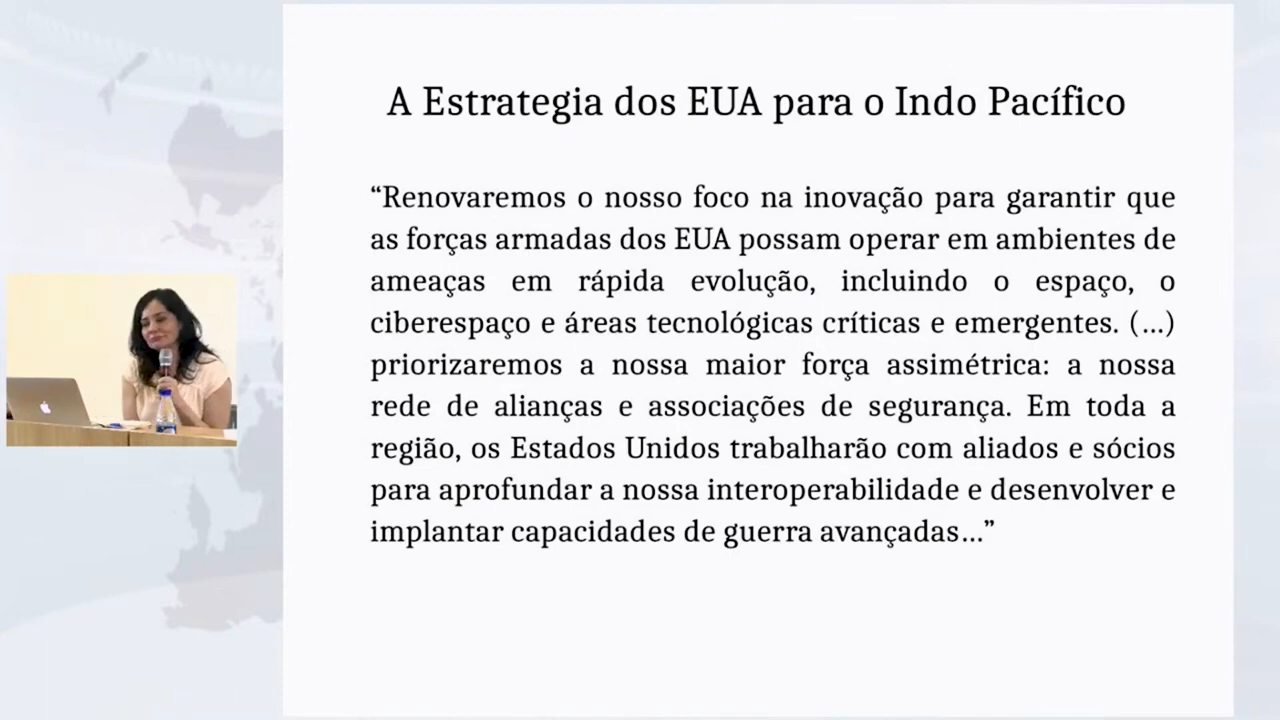 A Estrategia dos EUA para o Indo Pacífico
“Renovaremos o nosso foco na inovação para garantir que
as forças armadas dos EUA possam operar em ambientes de
ameaças em rápida evolução, incluindo o espaço, o
ciberespaço e áreas tecnológicas críticas e emergentes. (...)
priorizaremos a nossa maior força assimétrica: a nossa
rede de alianças e associações de segurança. Em toda a
região, os Estados Unidos trabalharão com aliados e sócios
para aprofundar a nossa interoperabilidade e desenvolver e
implantar capacidades de guerra avançadas...”